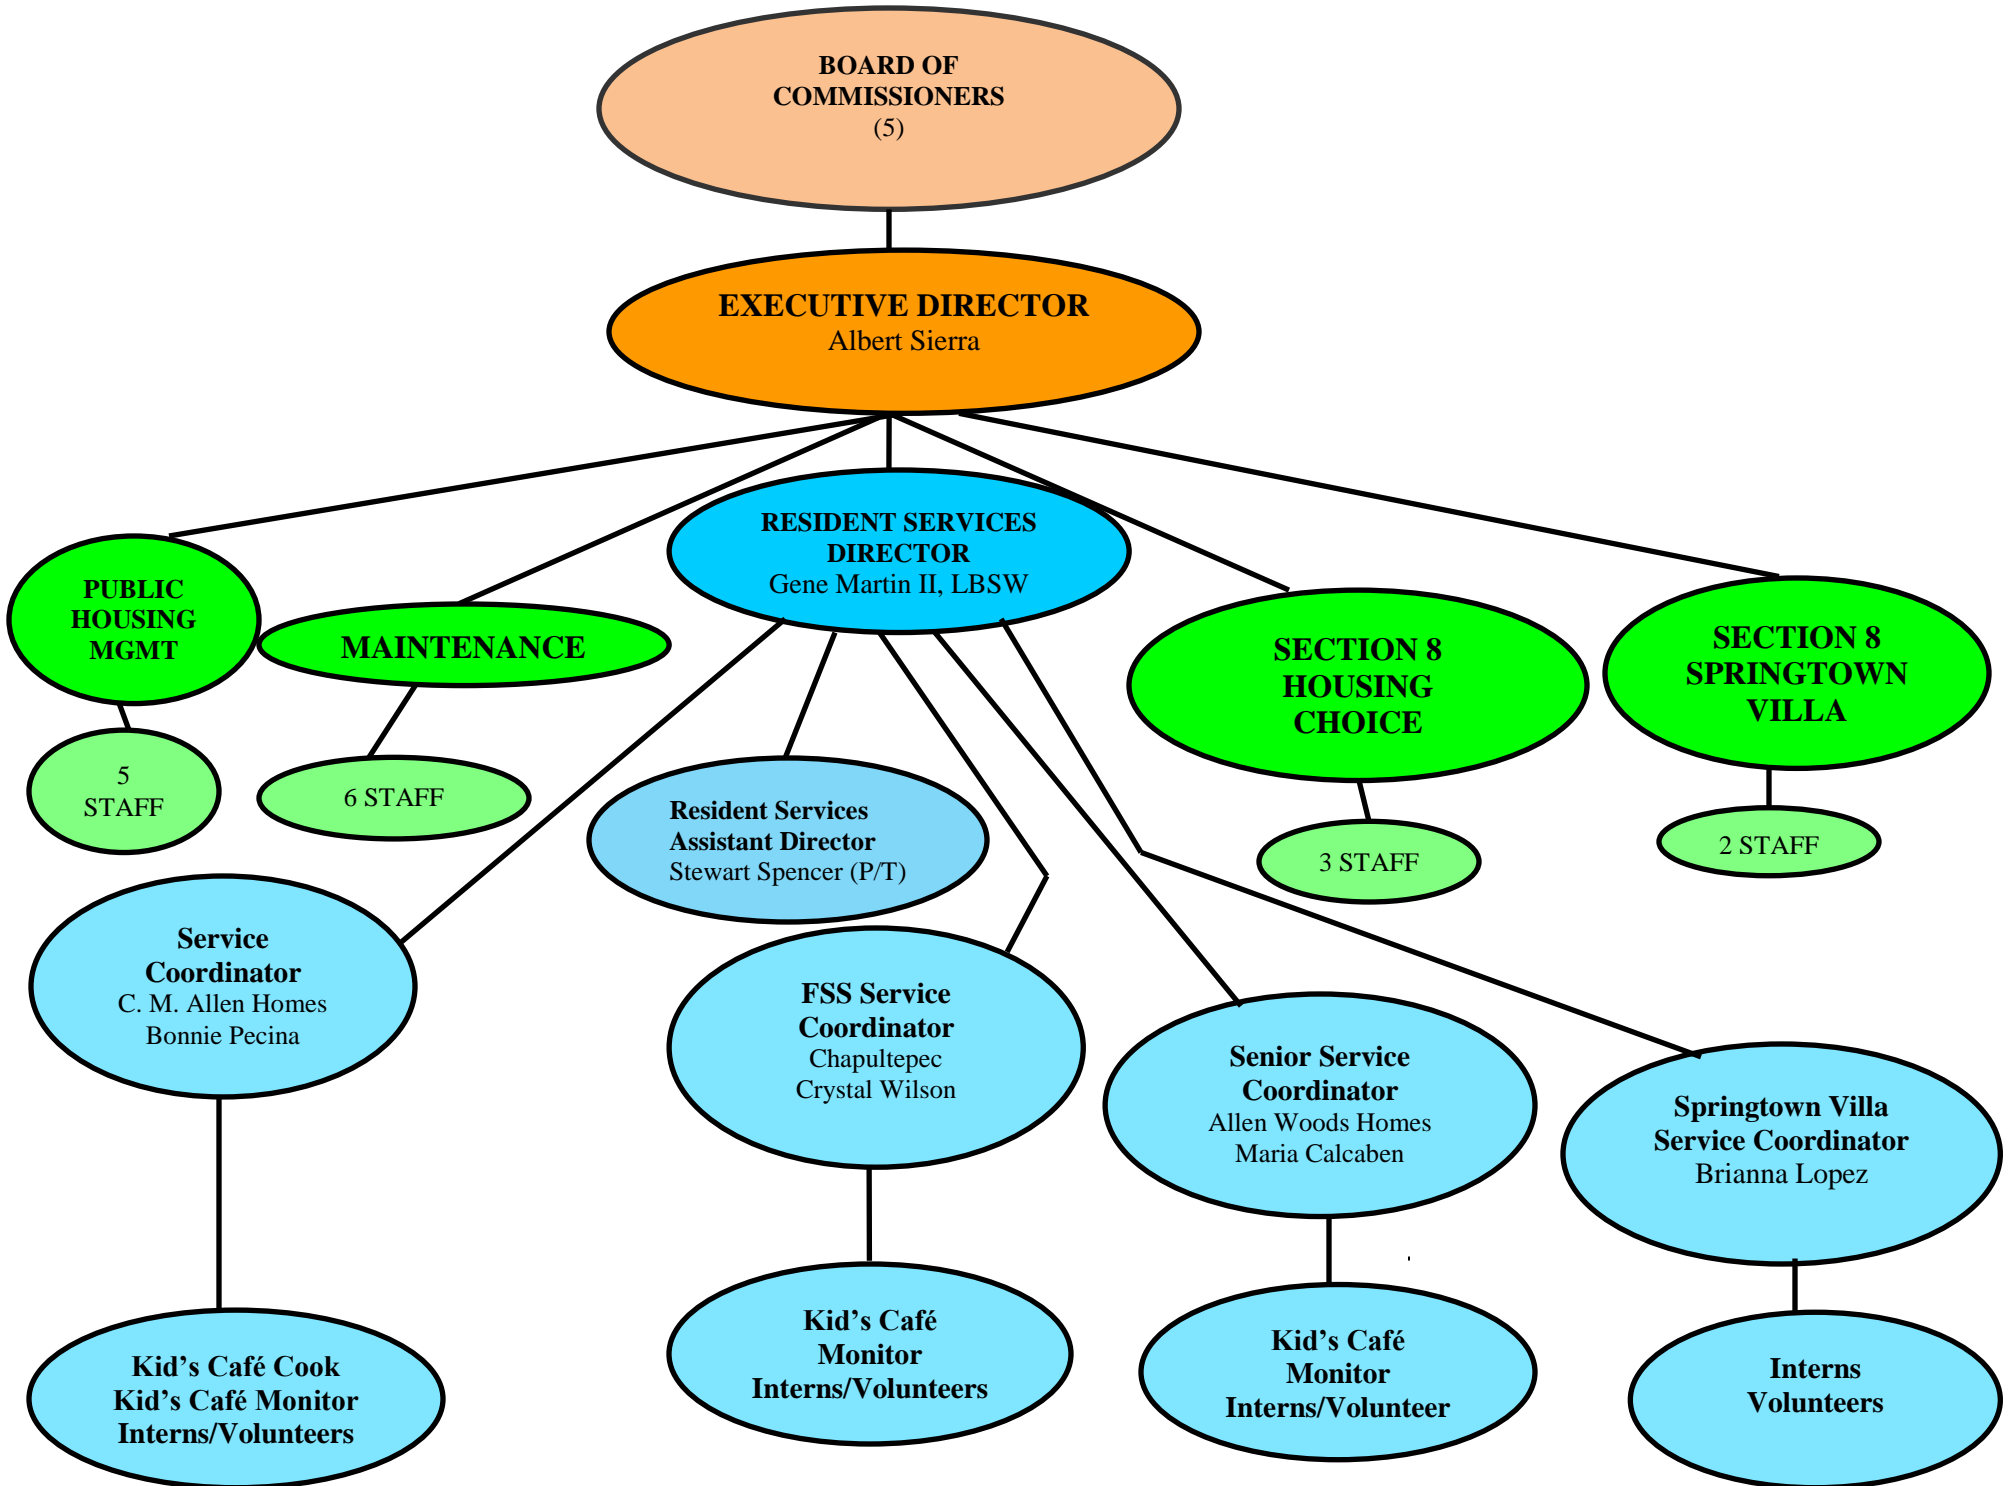 BOARD OF
COMMISSIONERS
(5)
EXECUTIVE DIRECTOR
Albert Sierra
RESIDENT SERVICES
DIRECTOR
Gene Martin II, LBSW
PUBLIC
HOUSING
MGMT
MAINTENANCE
SECTION 8
HOUSING
CHOICE
SECTION 8
SPRINGTOWN
VILLA
5
STAFF
6 STAFF
Resident Services
Assistant Director
Stewart Spencer (P/T)
3 STAFF
2 STAFF
Service
Coordinator
C. M. Allen Homes
Bonnie Pecina
FSS Service
Coordinator
Chapultepec
Crystal Wilson
Senior Service
Coordinator
Allen Woods Homes
Maria Calcaben
Springtown Villa
Service Coordinator
Brianna Lopez
Kid’s Café Cook
Kid’s Café Monitor
Interns/Volunteers
Kid’s Café
Monitor
Interns/Volunteers
Kid’s Café
Monitor
Interns/Volunteer
Interns
Volunteers